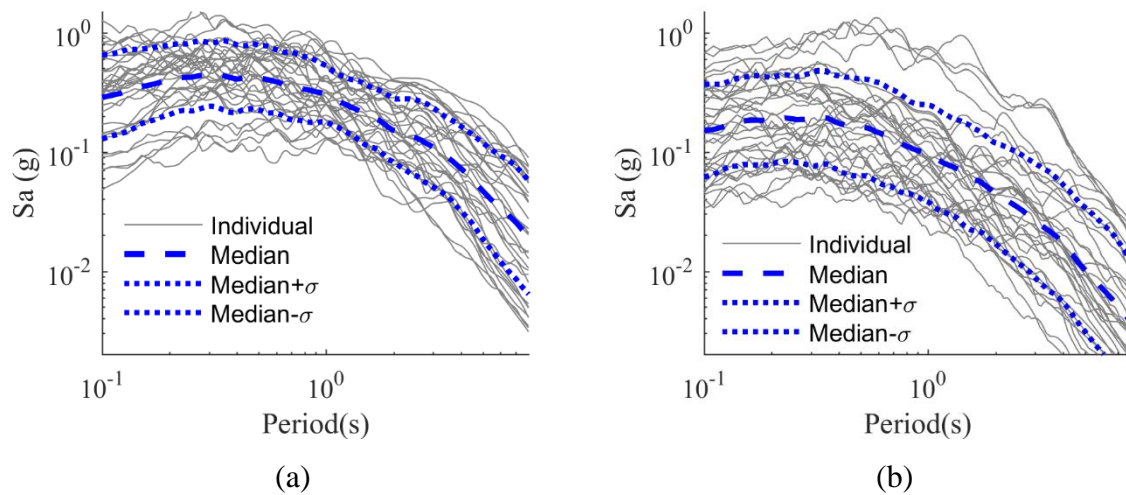 10^0
10^-1
10^-2
Sa (g)
Individual
Median
Median+σ
Median-σ
10^-1
10^0
Period(s)
(a)
10^0
10^-1
10^-2
Sa (g)
Individual
Median
Median+σ
Median-σ
10^-1
10^0
Period(s)
(b)